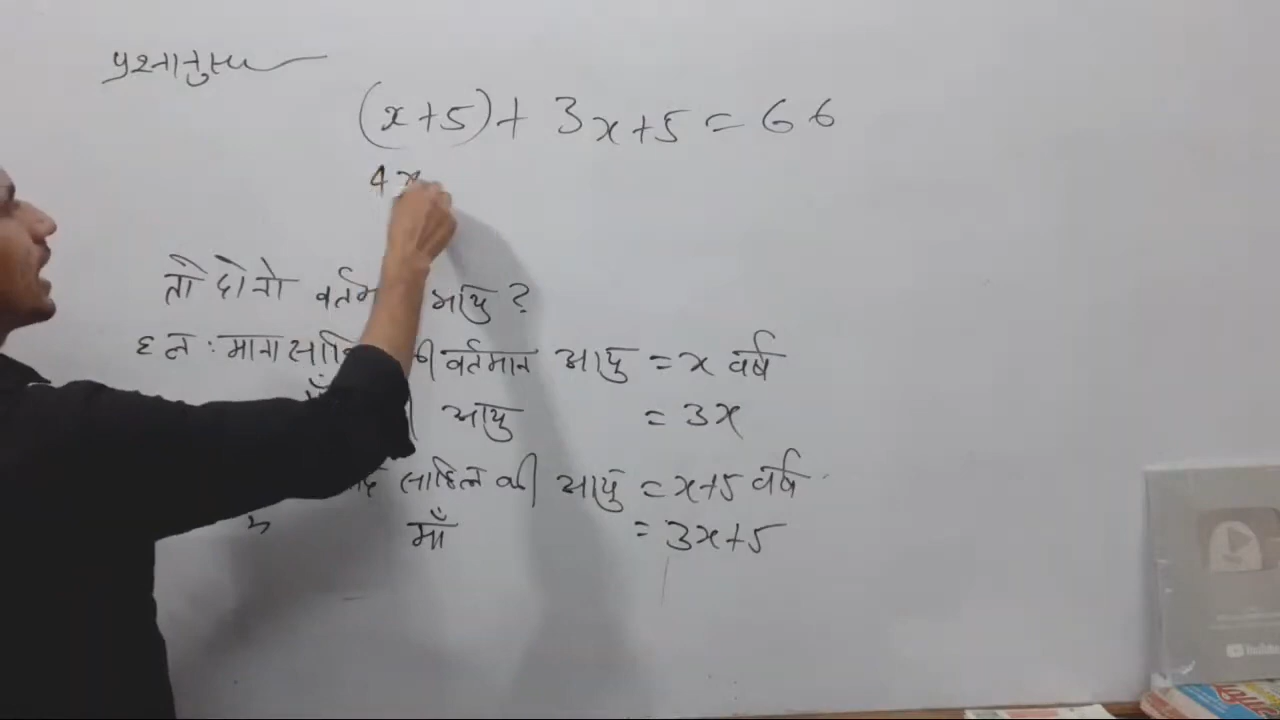 प्रश्नानुसार
(x+5)+ 3x+5 = 66
4x
तो दोनो आयु ?
हल : माना की वर्तमान आयु = x वर्ष
माँ की आयु = 3x
साहिल की आयु = x+5 वर्ष
" माँ = 3x+5
YouTube